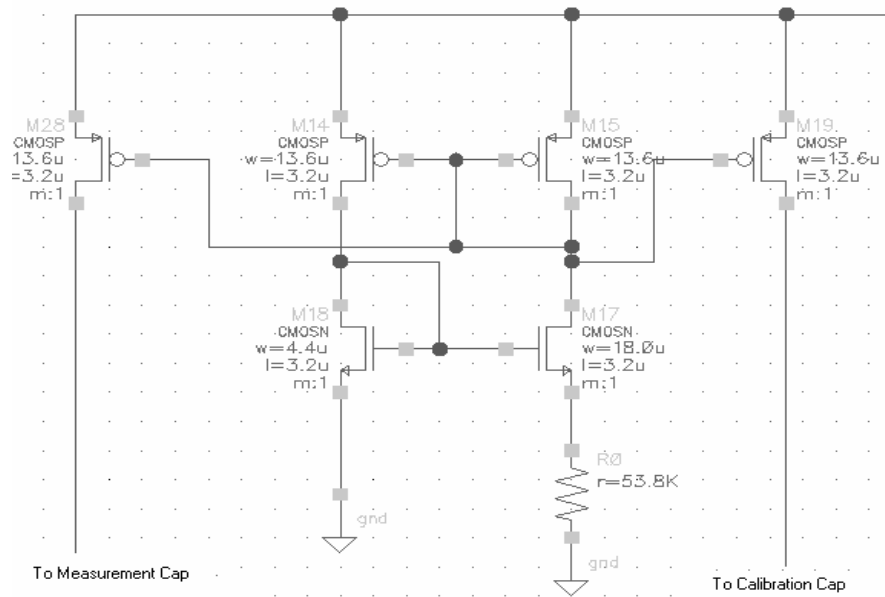 M28
CMOSP
13.6u
=3.2u
m:1
M14
CMOSP
w=13.6u
l=3.2u
m:1
M15
CMOSP
w=13.6u
l=3.2u
m:1
M19
CMOSP
w=13.6u
l=3.2u
m:1
M18
CMOSN
w=4.4u
l=3.2u
m:1
M17
CMOSN
w=18.0u
l=3.2u
m:1
R0
r=53.8K
gnd
gnd
To Measurement Cap
To Calibration Cap